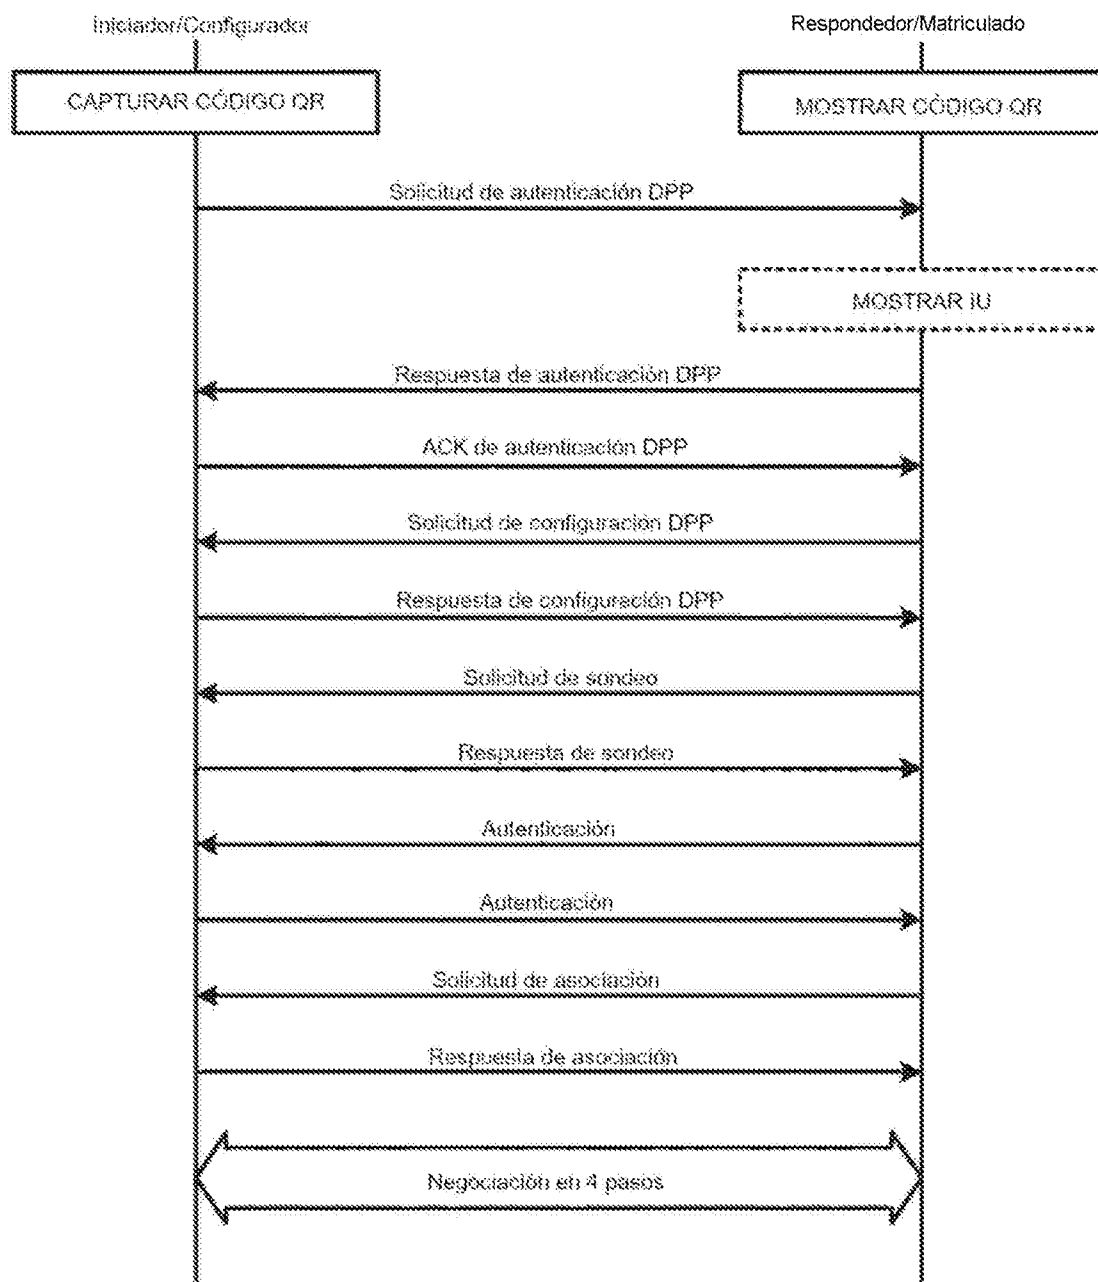 Iniciador/Configurador
Respondedor/Matriculado
CAPTURAR CÓDIGO QR
MOSTRAR CÓDIGO QR
Solicitud de autenticación DPP
MOSTRAR IU
Respuesta de autenticación DPP
ACK de autenticación DPP
Solicitud de configuración DPP
Respuesta de configuración DPP
Solicitud de sondeo
Respuesta de sondeo
Autenticación
Autenticación
Solicitud de asociación
Respuesta de asociación
Negociación en 4 pasos